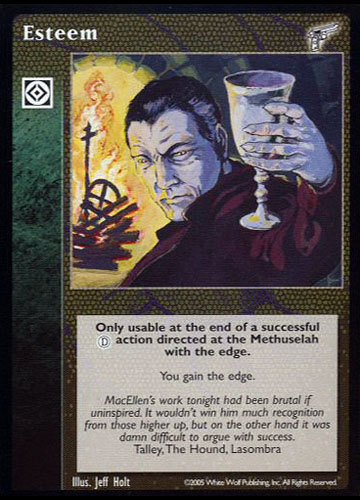 Esteem
Only usable at the end of a successful
Ⓓ action directed at the Methuselah
with the edge.
You gain the edge.
MacEllen's work tonight had been brutal if
uninspired. It wouldn't win him much recognition
from those higher up, but on the other hand it was
damn difficult to argue with success.
Talley, The Hound, Lasombra
Illus. Jeff Holt
©2005 White Wolf Publishing, Inc. All Rights Reserved.